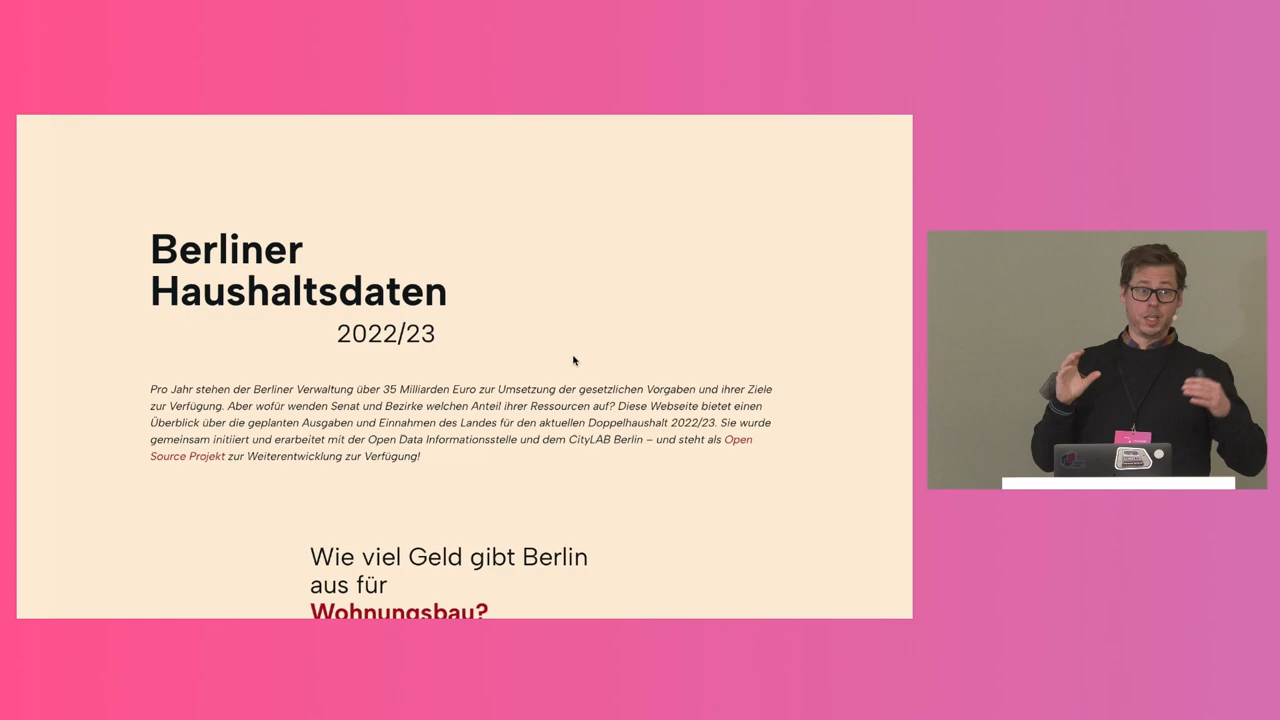 Berliner
Haushaltsdaten
2022/23
Pro Jahr stehen der Berliner Verwaltung über 35 Milliarden Euro zur Umsetzung der gesetzlichen Vorgaben und ihrer Ziele
zur Verfügung. Aber wofür wenden Senat und Bezirke welchen Anteil ihrer Ressourcen auf? Diese Webseite bietet einen
Überblick über die geplanten Ausgaben und Einnahmen des Landes für den aktuellen Doppelhaushalt 2022/23. Sie wurde
gemeinsam initiiert und erarbeitet mit der Open Data Informationsstelle und dem CityLAB Berlin – und steht als Open
Source Projekt zur Weiterentwicklung zur Verfügung!
Wie viel Geld gibt Berlin
aus für
Wohnungsbau?